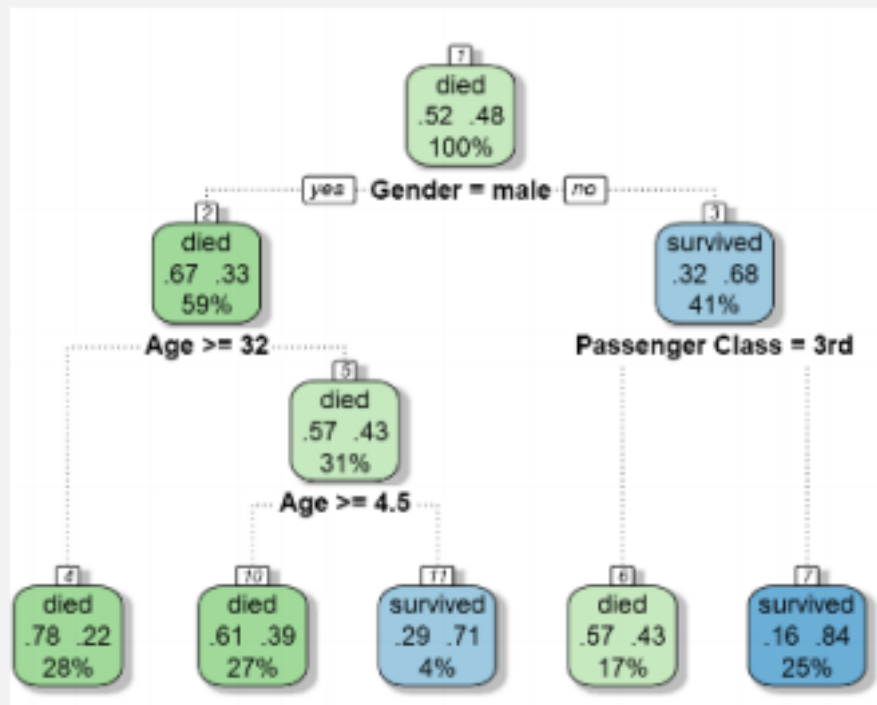 1
died
.52 .48
100%
yes Gender = male no
2
died
.67 .33
59%
3
survived
.32 .68
41%
Age >= 32
Passenger Class = 3rd
5
died
.57 .43
31%
Age >= 4.5
4
died
.78 .22
28%
10
died
.61 .39
27%
11
survived
.29 .71
4%
6
died
.57 .43
17%
7
survived
.16 .84
25%